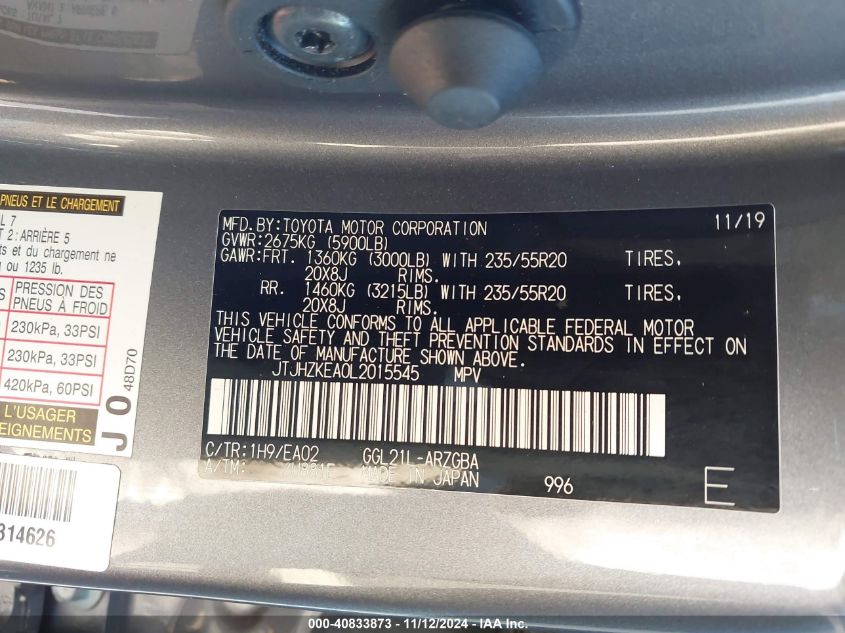 PNEUS ET LE CHARGEMENT
L 7
T 2: ARRIÈRE 5
ts et du chargement ne
ou 1235 lb.
PRESSION DES
PNEUS À FROID
230kPa, 33PSI
230kPa, 33PSI
420kPa, 60PSI
L'USAGER
EIGNEMENTS
J 0 48D70
314626
MFD.BY:TOYOTA MOTOR CORPORATION 11/19
GVWR:2675KG (5900LB)
GAWR:FRT. 1360KG (3000LB) WITH 235/55R20 TIRES,
20X8J RIMS.
RR. 1460KG (3215LB) WITH 235/55R20 TIRES,
20X8J RIMS.
THIS VEHICLE CONFORMS TO ALL APPLICABLE FEDERAL MOTOR
VEHICLE SAFETY AND THEFT PREVENTION STANDARDS IN EFFECT ON
THE DATE OF MANUFACTURE SHOWN ABOVE.
JTJHZKEA0L2015545 MPV
C/TR:1H9/EA02 GGL21L-ARZGBA
A/TM: MADE IN JAPAN 996 E
000-40833873 - 11/12/2024 - IAA Inc.